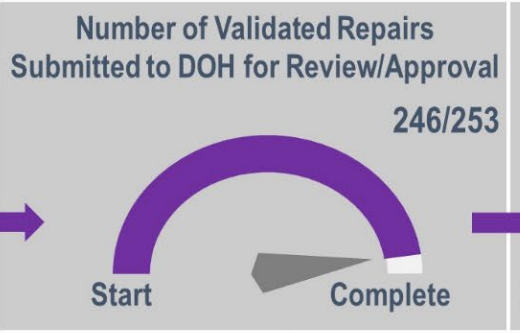 Number of Validated Repairs
Submitted to DOH for Review/Approval
246/253
Start
Complete